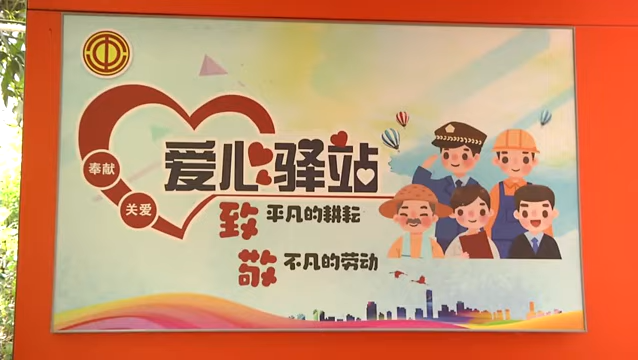 爱心驿站
奉献
关爱
致 平凡的耕耘
敬 不凡的劳动